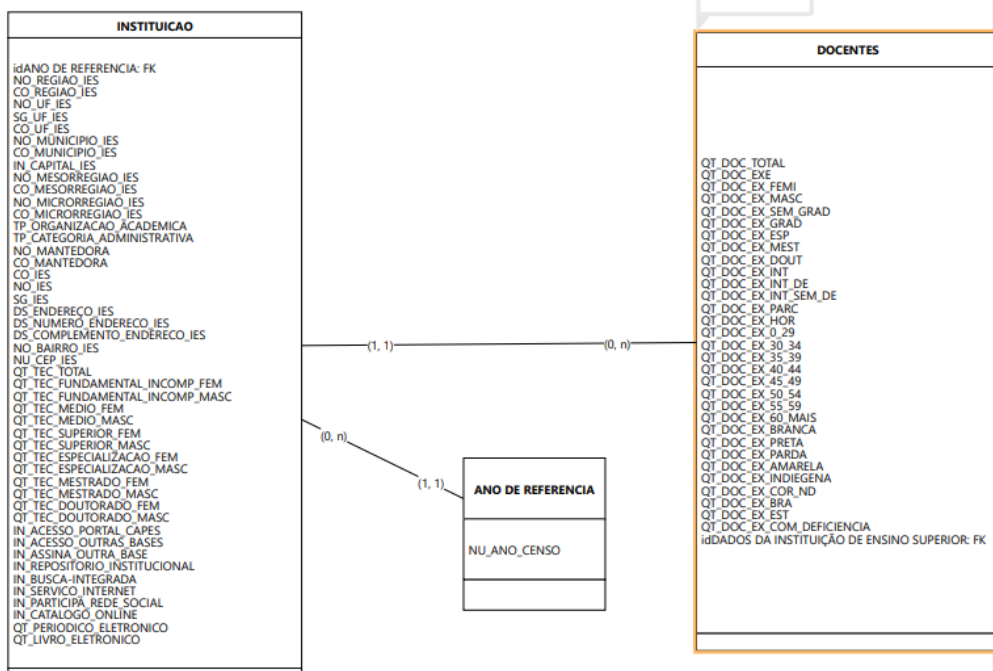 INSTITUICAO
idANO DE REFERENCIA: FK
NO_REGIAO_IES
CO_REGIAO_IES
NO_UF_IES
SG_UF_IES
CO_UF_IES
NO_MUNICIPIO_IES
CO_MUNICIPIO_IES
IN_CAPITAL_IES
NO_MESORREGIAO_IES
CO_MESORREGIAO_IES
NO_MICRORREGIAO_IES
CO_MICRORREGIAO_IES
TP_ORGANIZACAO_ACADEMICA
TP_CATEGORIA_ADMINISTRATIVA
NO_MANTEDORA
CO_MANTEDORA
CO_IES
NO_IES
SG_IES
DS_ENDEREÇO_IES
DS_NUMERO_ENDERECO_IES
DS_COMPLEMENTO_ENDERECO_IES
NO_BAIRRO_IES
NU_CEP_IES
QT_TEC_TOTAL
QT_TEC_FUNDAMENTAL_INCOMP_FEM
QT_TEC_FUNDAMENTAL_INCOMP_MASC
QT_TEC_MEDIO_FEM
QT_TEC_MEDIO_MASC
QT_TEC_SUPERIOR_FEM
QT_TEC_SUPERIOR_MASC
QT_TEC_ESPECIALIZACAO_FEM
QT_TEC_ESPECIALIZACAO_MASC
QT_TEC_MESTRADO_FEM
QT_TEC_MESTRADO_MASC
QT_TEC_DOUTORADO_FEM
QT_TEC_DOUTORADO_MASC
IN_ACESSO_PORTAL_CAPES
IN_ACESSO_OUTRAS_BASES
IN_ASSINA_OUTRA_BASE
IN_REPOSITORIO_INSTITUCIONAL
IN_BUSCA-INTEGRADA
IN_SERVICO_INTERNET
IN_PARTICIPA_REDE_SOCIAL
IN_CATALOGO_ONLINE
QT_PERIODICO_ELETRONICO
QT_LIVRO_ELETRONICO
(1, 1)
(0, n)
(0, n)
(1, 1)
ANO DE REFERENCIA
NU_ANO_CENSO
DOCENTES
QT_DOC_TOTAL
QT_DOC_EXE
QT_DOC_EX_FEMI
QT_DOC_EX_MASC
QT_DOC_EX_SEM_GRAD
QT_DOC_EX_GRAD
QT_DOC_EX_ESP
QT_DOC_EX_MEST
QT_DOC_EX_DOUT
QT_DOC_EX_INT
QT_DOC_EX_INT_DE
QT_DOC_EX_INT_SEM_DE
QT_DOC_EX_PARC
QT_DOC_EX_HOR
QT_DOC_EX_0_29
QT_DOC_EX_30_34
QT_DOC_EX_35_39
QT_DOC_EX_40_44
QT_DOC_EX_45_49
QT_DOC_EX_50_54
QT_DOC_EX_55_59
QT_DOC_EX_60_MAIS
QT_DOC_EX_BRANCA
QT_DOC_EX_PRETA
QT_DOC_EX_PARDA
QT_DOC_EX_AMARELA
QT_DOC_EX_INDIEGENA
QT_DOC_EX_COR_ND
QT_DOC_EX_BRA
QT_DOC_EX_EST
QT_DOC_EX_COM_DEFICIENCIA
idDADOS DA INSTITUIÇÃO DE ENSINO SUPERIOR: FK